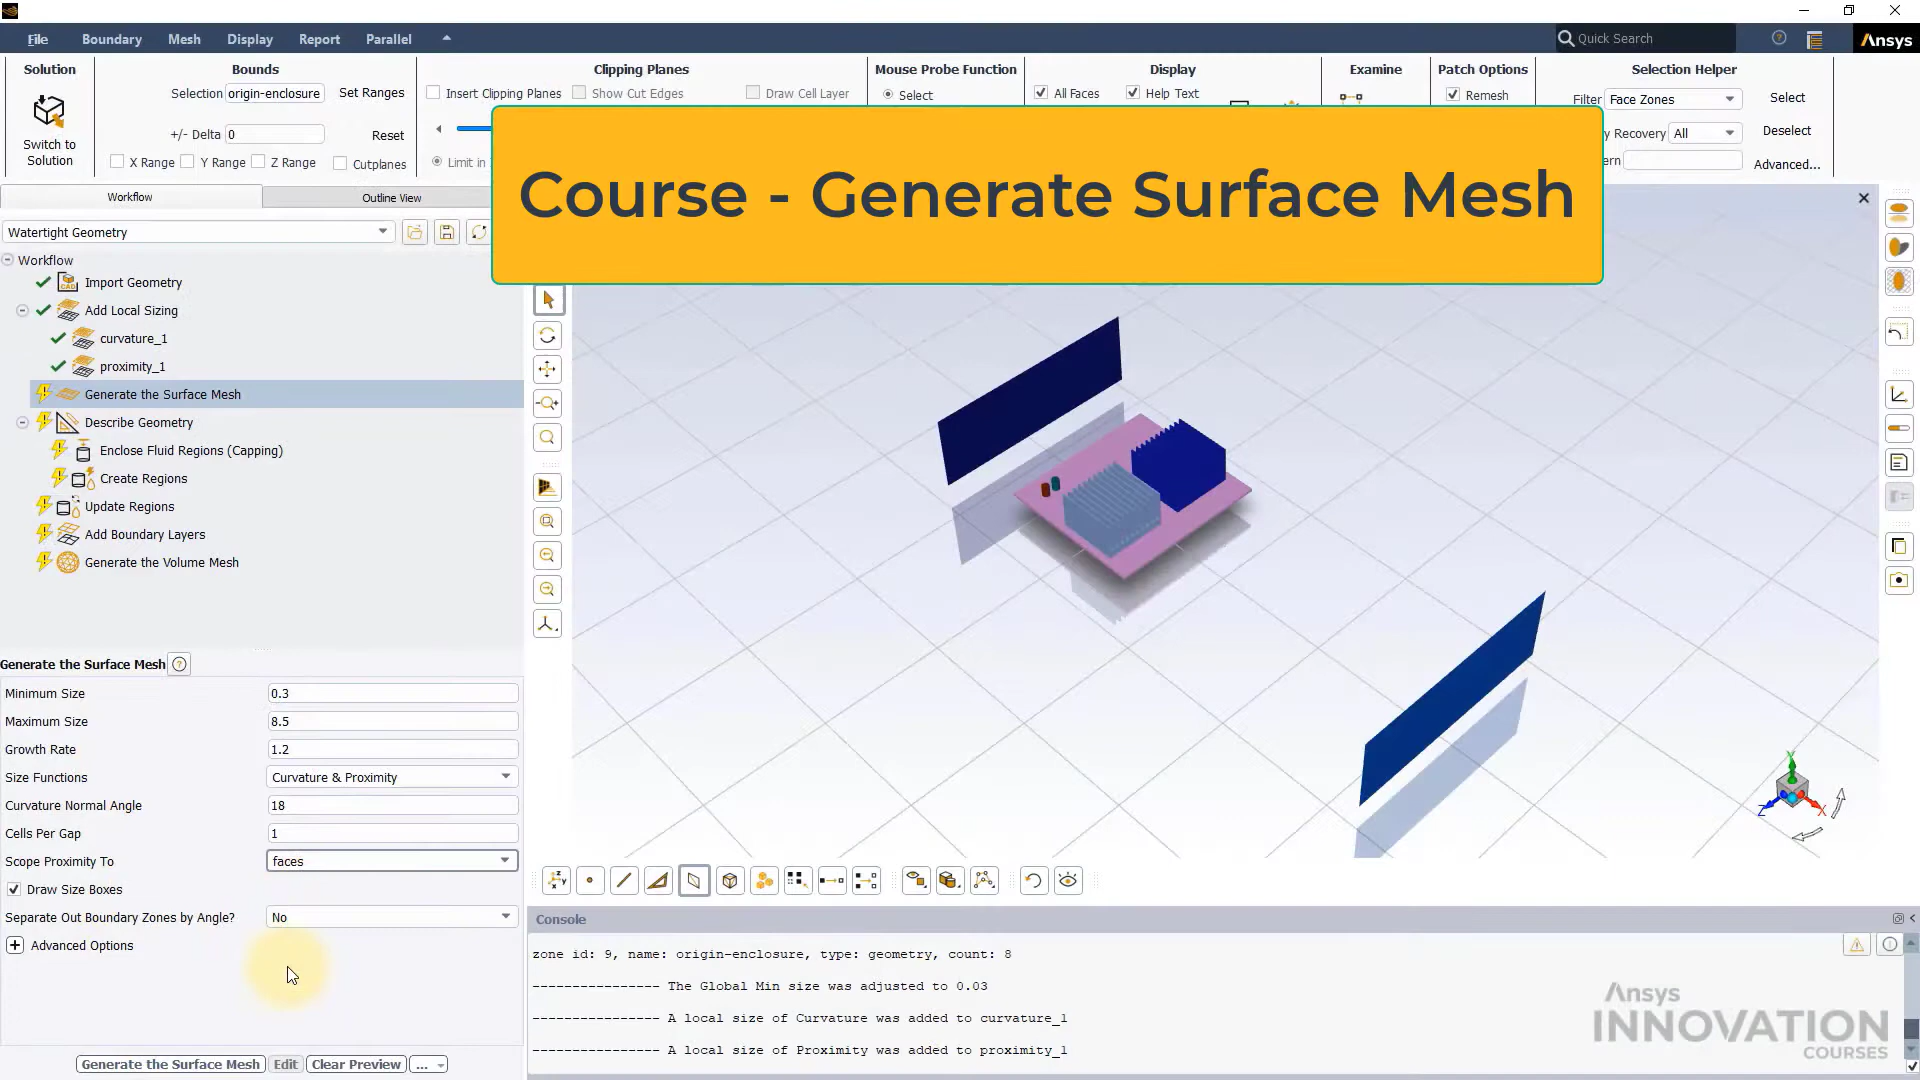 File Boundary Mesh Display Report Parallel
Quick Search
Ansys
Solution
Switch to
Solution
Bounds
Selection origin-enclosure Set Ranges
+/- Delta 0 Reset
X Range Y Range Z Range Cutplanes
Clipping Planes
Insert Clipping Planes Show Cut Edges Draw Cell Layer
Limit in
Mouse Probe Function
Select
Display
All Faces Help Text
Examine
Patch Options
Remesh
Selection Helper
Filter Face Zones Select
y Recovery All Deselect
ern Advanced...
Course - Generate Surface Mesh
Workflow Outline View
Watertight Geometry
Workflow
Import Geometry
CAD
Add Local Sizing
curvature_1
proximity_1
Generate the Surface Mesh
Describe Geometry
Enclose Fluid Regions (Capping)
Create Regions
Update Regions
Add Boundary Layers
Generate the Volume Mesh
Generate the Surface Mesh ?
Minimum Size 0.3
Maximum Size 8.5
Growth Rate 1.2
Size Functions Curvature & Proximity
Curvature Normal Angle 18
Cells Per Gap 1
Scope Proximity To faces
Draw Size Boxes
Separate Out Boundary Zones by Angle? No
+ Advanced Options
Generate the Surface Mesh Edit Clear Preview ...
Y
Z X
Console
zone id: 9, name: origin-enclosure, type: geometry, count: 8
---------------- The Global Min size was adjusted to 0.03
---------------- A local size of Curvature was added to curvature_1
---------------- A local size of Proximity was added to proximity_1
Ansys
INNOVATION
COURSES